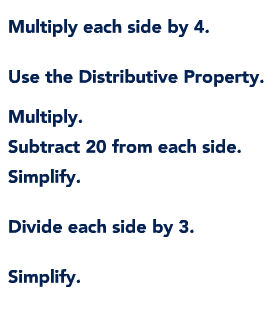 Multiply each side by 4.
Use the Distributive Property.
Multiply.
Subtract 20 from each side.
Simplify.
Divide each side by 3.
Simplify.